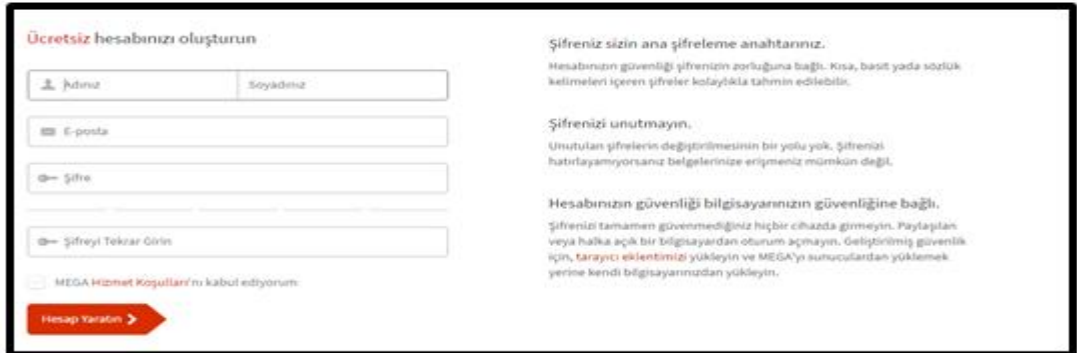 Ücretsiz hesabınızı oluşturun
Adınız
Soyadınız
E-posta
Şifre
Şifreyi Tekrar Girin
MEGA Hizmet Koşulları'nı kabul ediyorum
Hesap Yaratın
Şifreniz sizin ana şifreleme anahtarınız.
Hesabınızın güvenliği şifrenizin zorluğuna bağlı. Kısa, basit yada sözlük
kelimeleri içeren şifreler kolaylıkla tahmin edilebilir.
Şifrenizi unutmayın.
Unutulan şifrelerin değiştirilmesinin bir yolu yok. Şifrenizi
hatırlayamıyorsanız belgelerinize erişmeniz mümkün değil.
Hesabınızın güvenliği bilgisayarınızın güvenliğine bağlı.
Şifrenizi tamamen güvenmediğiniz hiçbir cihazda girmeyin. Paylaşılan
veya halka açık bir bilgisayardan oturum açmayın. Geliştirilmiş güvenlik
için, tarayıcı eklentimizi yükleyin ve MEGA'yı sunuculardan yüklemek
yerine kendi bilgisayarınızdan yükleyin.